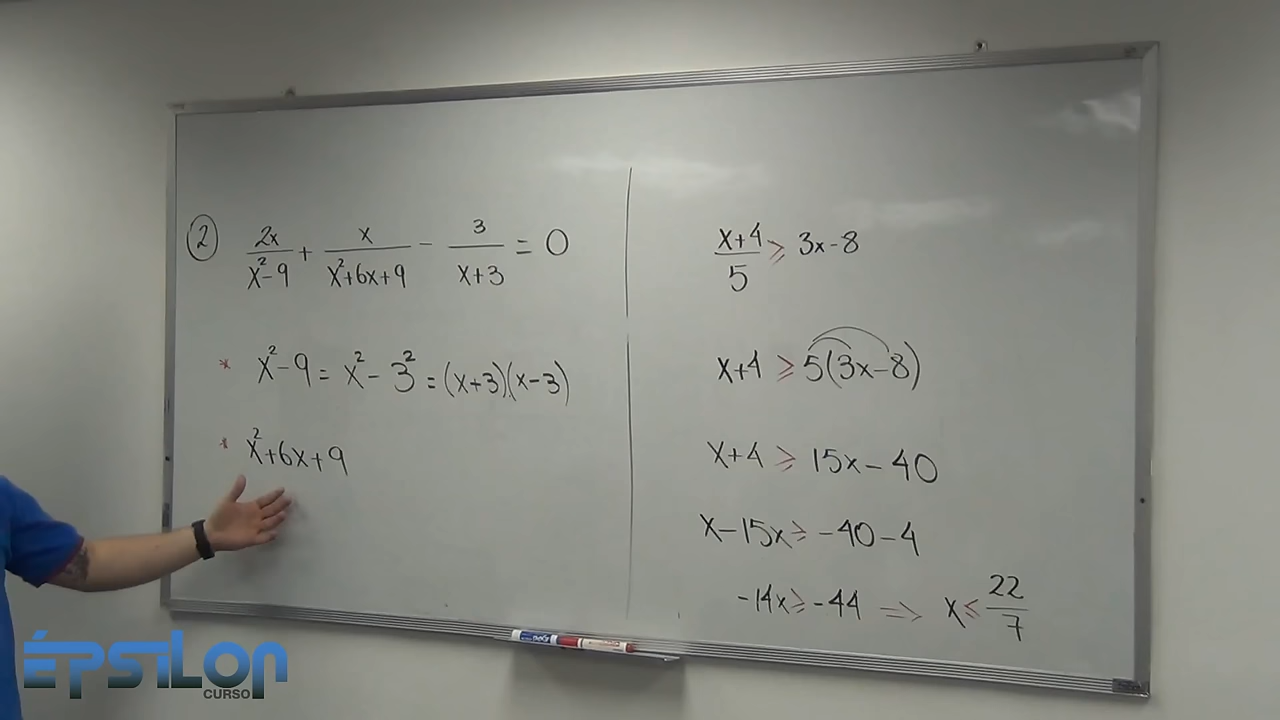 ② 2x/(x²-9) + x/(x²+6x+9) - 3/(x+3) = 0
* x²-9 = x² - 3² = (x+3)(x-3)
* x²+6x+9
(x+4)/5 ⩾ 3x-8
x+4 ⩾ 5(3x-8)
x+4 ⩾ 15x-40
x-15x ⩾ -40-4
-14x ⩾ -44 => x ⩽ 22/7
ÉPSILON
CURSO